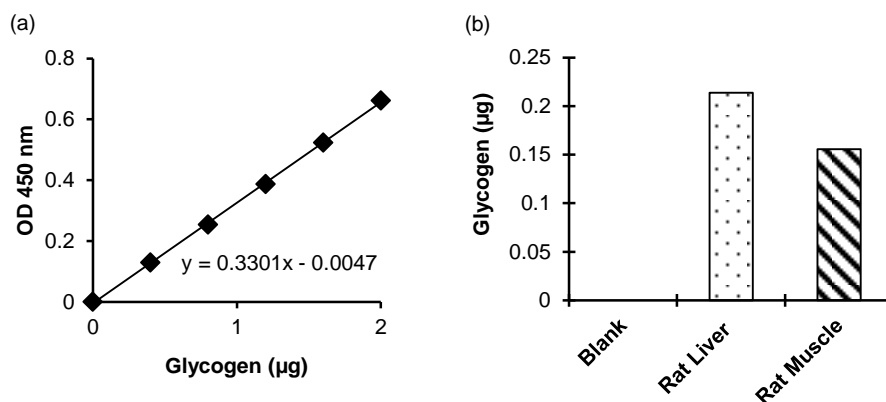 (a)
0.8
0.6
0.4
0.2
0
OD 450 nm
y = 0.3301x - 0.0047
0 1 2
Glycogen (µg)
(b)
0.25
0.2
0.15
0.1
0.05
0
Glycogen (µg)
Blank
Rat Liver
Rat Muscle